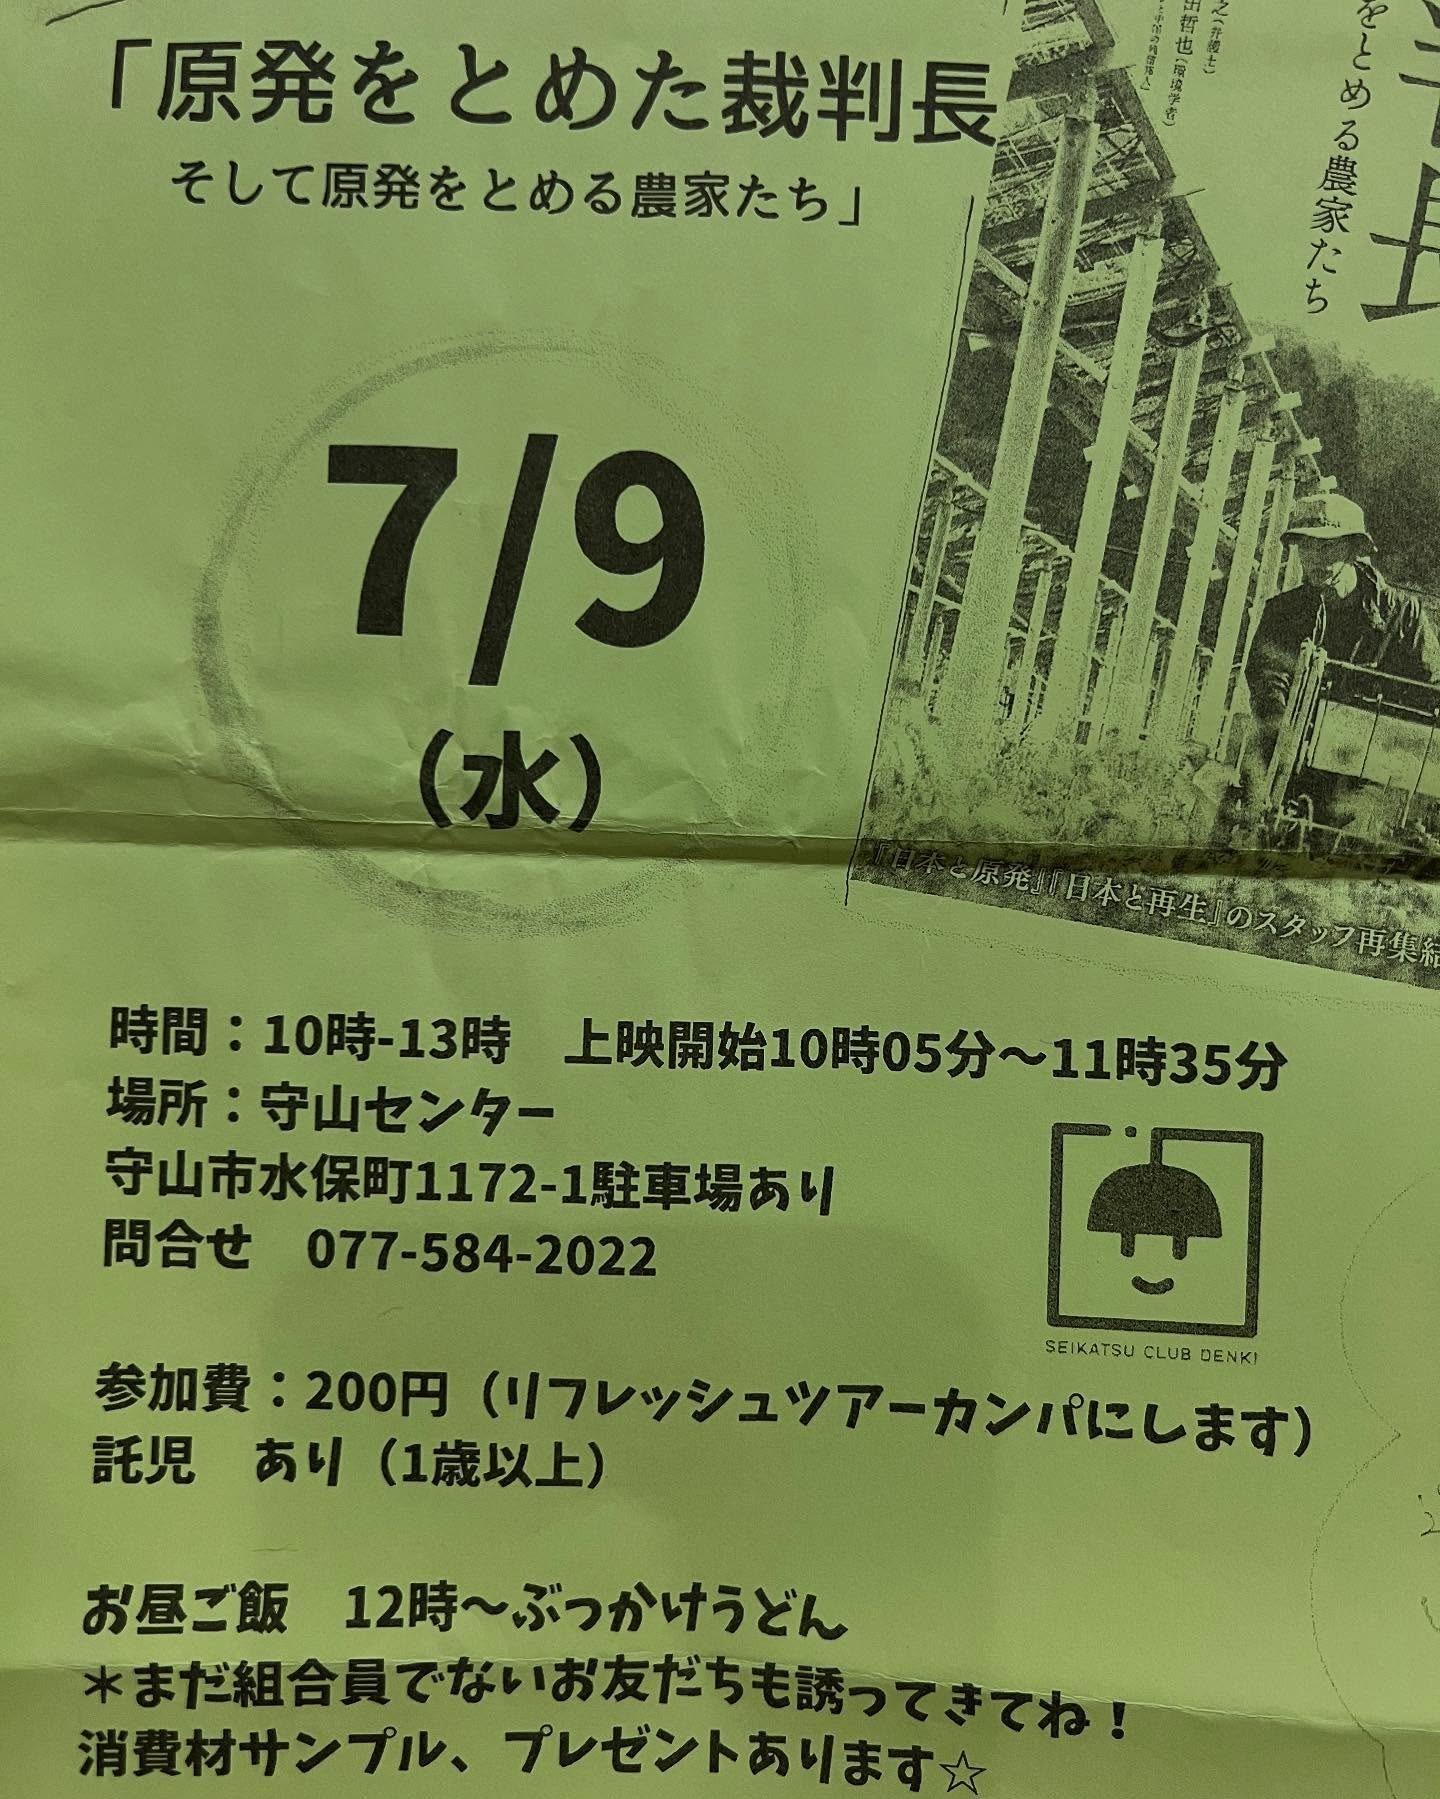 「原発をとめた裁判長
そして原発をとめる農家たち」
をとめる農家たち
7/9
（水）
『日本と原発』『日本と再生』のスタッフ再集結
時間：10時-13時　上映開始10時05分〜11時35分
場所：守山センター
守山市水保町1172-1駐車場あり
問合せ　077-584-2022
SEIKATSU CLUB DENKI
参加費：200円（リフレッシュツアーカンパにします）
託児　あり（1歳以上）
お昼ご飯　12時〜ぶっかけうどん
＊まだ組合員でないお友だちも誘ってきてね！
消費材サンプル、プレゼントあります☆